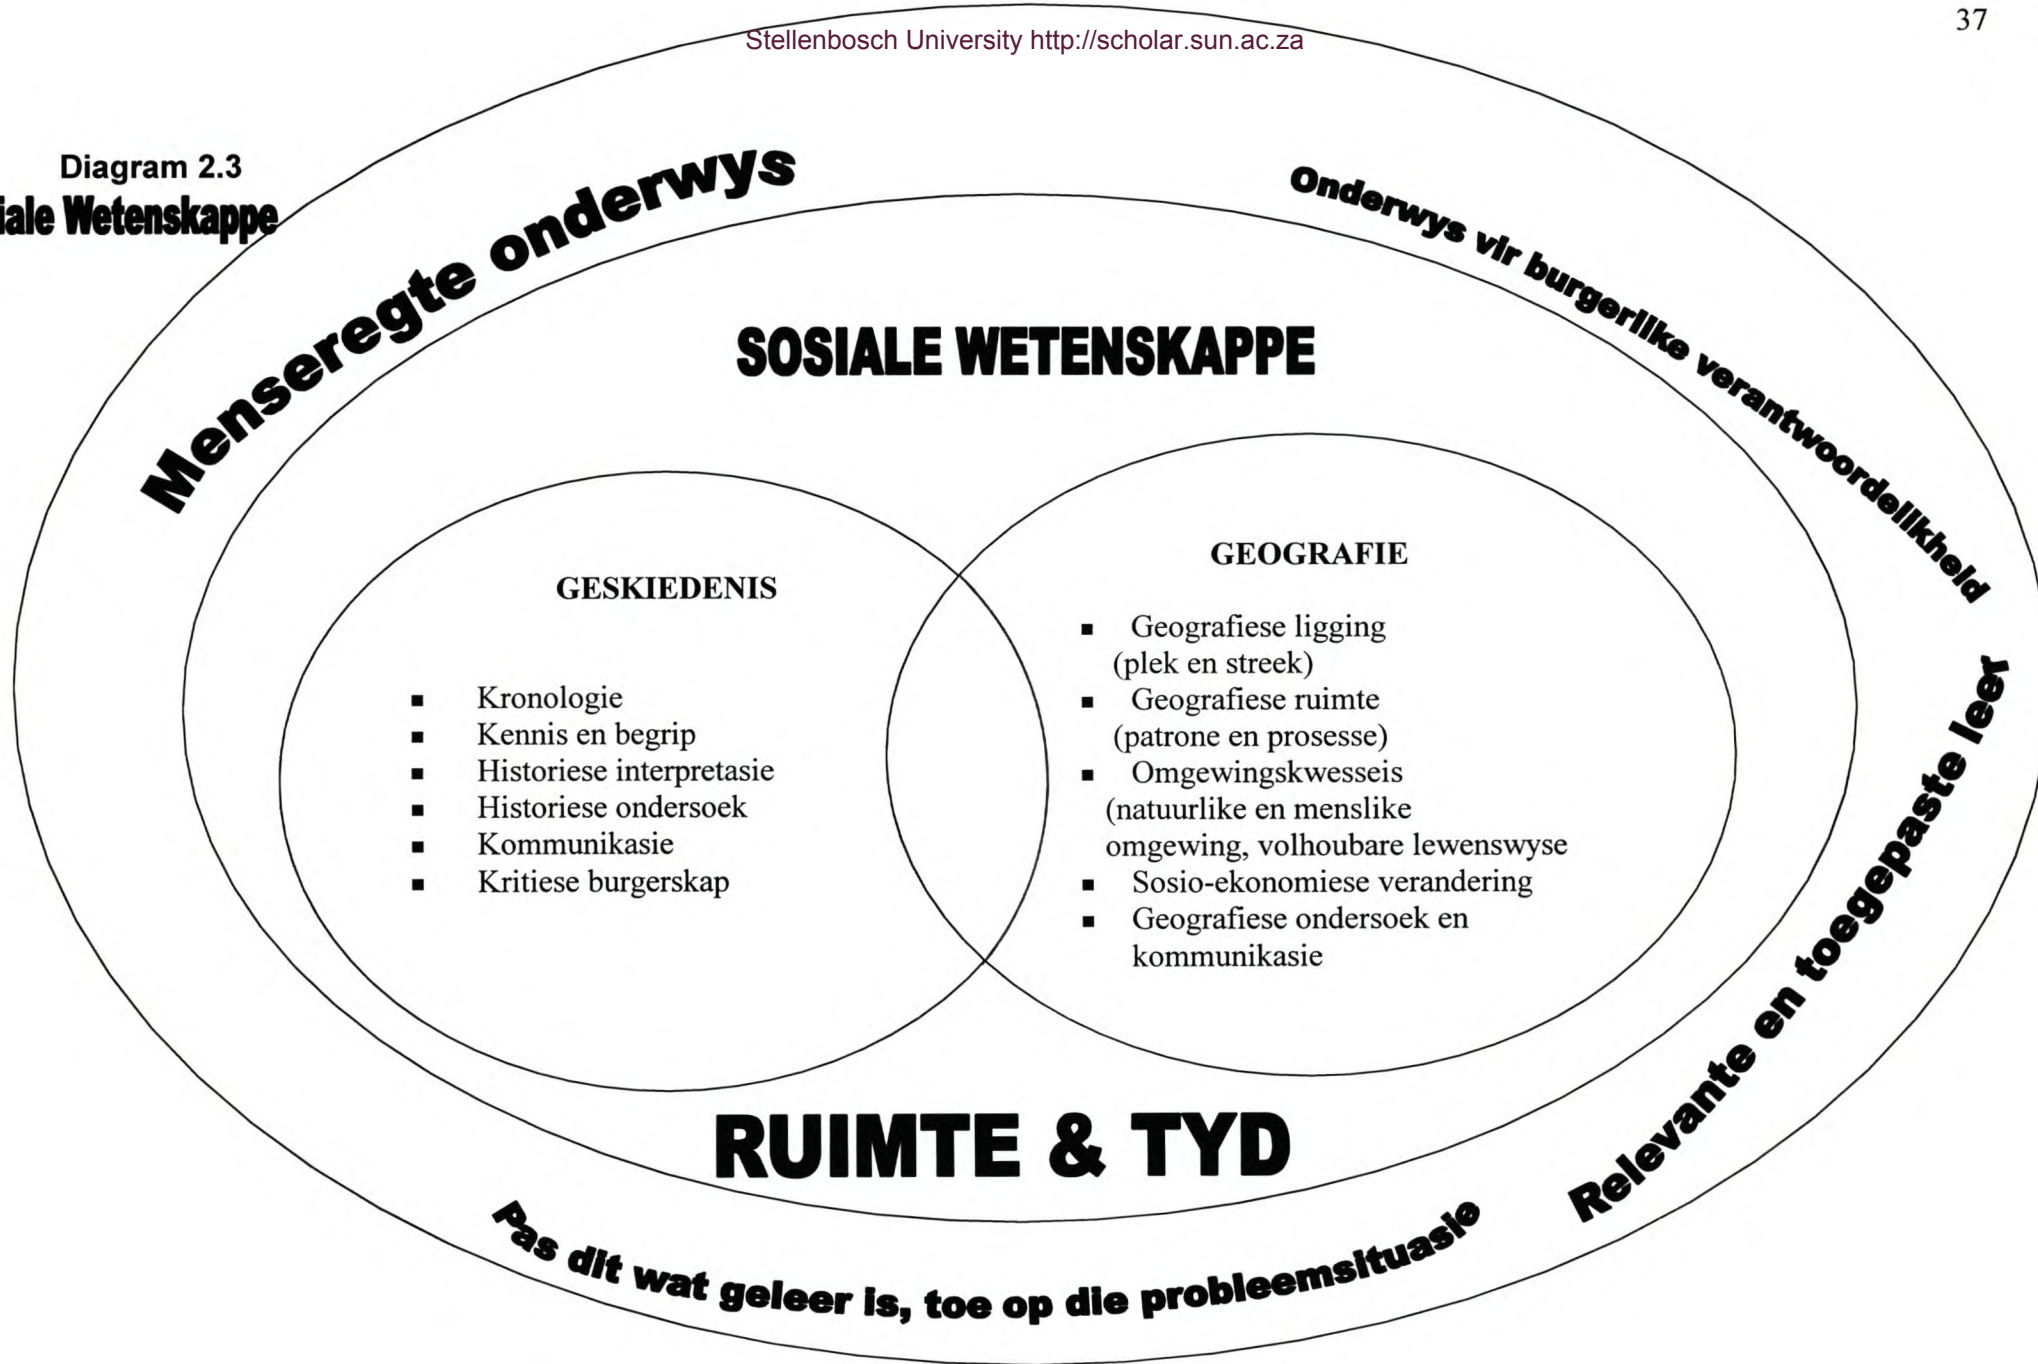 37
Stellenbosch University http://scholar.sun.ac.za
Diagram 2.3
iale Wetenskappe
Menseregte onderwys
Onderwys vir burgerlike verantwoordelikheid
SOSIALE WETENSKAPPE
GESKIEDENIS
▪ Kronologie
▪ Kennis en begrip
▪ Historiese interpretasie
▪ Historiese ondersoek
▪ Kommunikasie
▪ Kritiese burgerskap
GEOGRAFIE
▪ Geografiese ligging
(plek en streek)
▪ Geografiese ruimte
(patrone en prosesse)
▪ Omgewingskwesseis
(natuurlike en menslike
omgewing, volhoubare lewenswyse
▪ Sosio-ekonomiese verandering
▪ Geografiese ondersoek en
kommunikasie
Relevante en toegepaste leer
RUIMTE & TYD
Pas dit wat geleer is, toe op die probleemsituasie